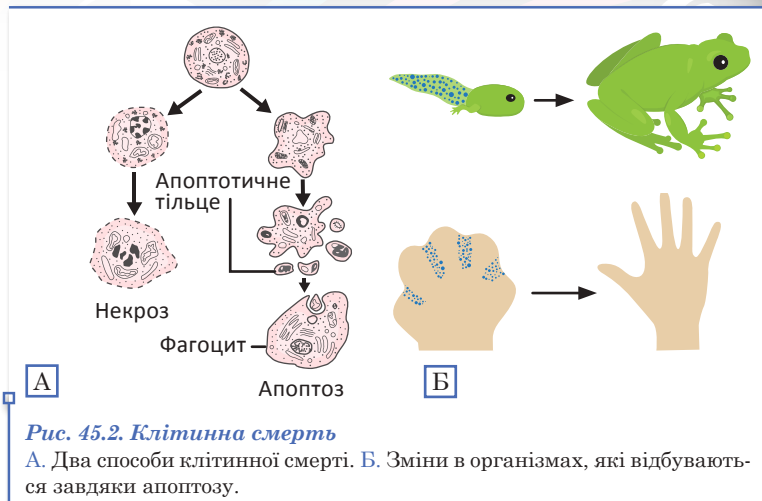 Апоптотичне
тільце
Некроз
Фагоцит
Апоптоз
А
Б
Рис. 45.2. Клітинна смерть
А. Два способи клітинної смерті. Б. Зміни в організмах, які відбувають-
ся завдяки апоптозу.